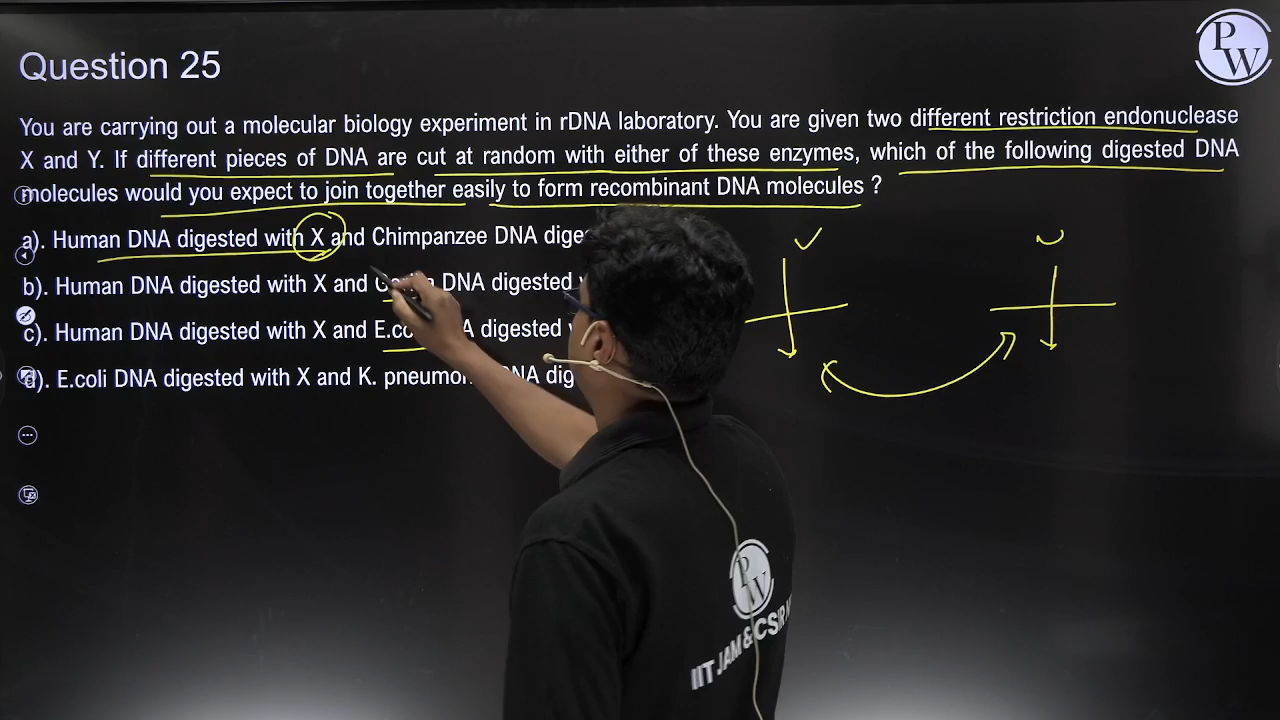 Question 25
PW
You are carrying out a molecular biology experiment in rDNA laboratory. You are given two different restriction endonuclease
X and Y. If different pieces of DNA are cut at random with either of these enzymes, which of the following digested DNA
molecules would you expect to join together easily to form recombinant DNA molecules ?
a). Human DNA digested with X and Chimpanzee DNA
b). Human DNA digested with X and DNA digested
c). Human DNA digested with X and E.co digested
d). E.coli DNA digested with X and K. DNA
PW
IIT JAM & CSIR